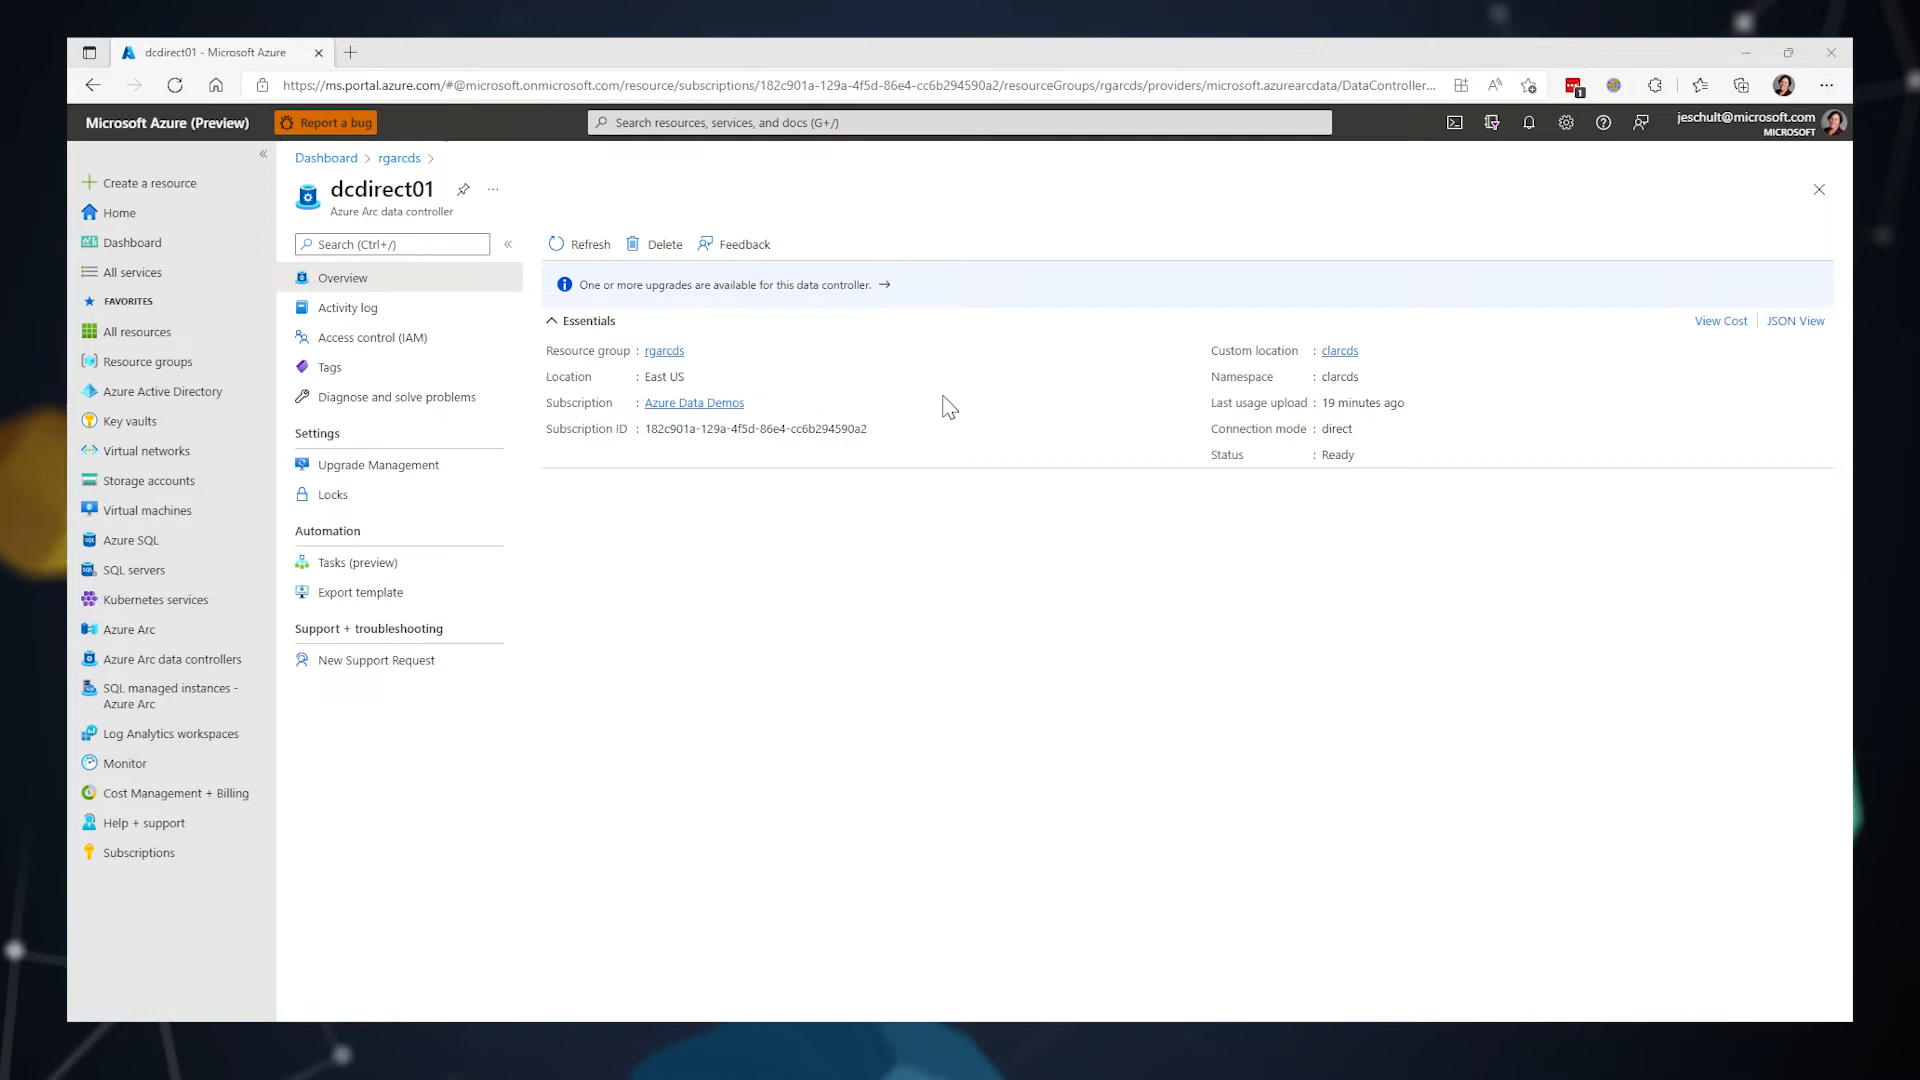 dcdirect01 - Microsoft Azure
https://ms.portal.azure.com/#@microsoft.onmicrosoft.com/resource/subscriptions/182c901a-129a-4f5d-86e4-cc6b294590a2/resourceGroups/rgarcds/providers/microsoft.azurearcdata/DataController...
1
Microsoft Azure (Preview)
Report a bug
Search resources, services, and docs (G+/)
jeschult@microsoft.com
MICROSOFT
Create a resource
Home
Dashboard
All services
FAVORITES
All resources
Resource groups
Azure Active Directory
Key vaults
Virtual networks
Storage accounts
Virtual machines
Azure SQL
SQL servers
Kubernetes services
Azure Arc
Azure Arc data controllers
SQL managed instances -
Azure Arc
Log Analytics workspaces
Monitor
Cost Management + Billing
Help + support
Subscriptions
Dashboard > rgarcds >
dcdirect01
Azure Arc data controller
Search (Ctrl+/)
Overview
Activity log
Access control (IAM)
Tags
Diagnose and solve problems
Settings
Upgrade Management
Locks
Automation
Tasks (preview)
Export template
Support + troubleshooting
New Support Request
Refresh
Delete
Feedback
One or more upgrades are available for this data controller. →
Essentials
View Cost
JSON View
Resource group : rgarcds
Location : East US
Subscription : Azure Data Demos
Subscription ID : 182c901a-129a-4f5d-86e4-cc6b294590a2
Custom location : clarcds
Namespace : clarcds
Last usage upload : 19 minutes ago
Connection mode : direct
Status : Ready